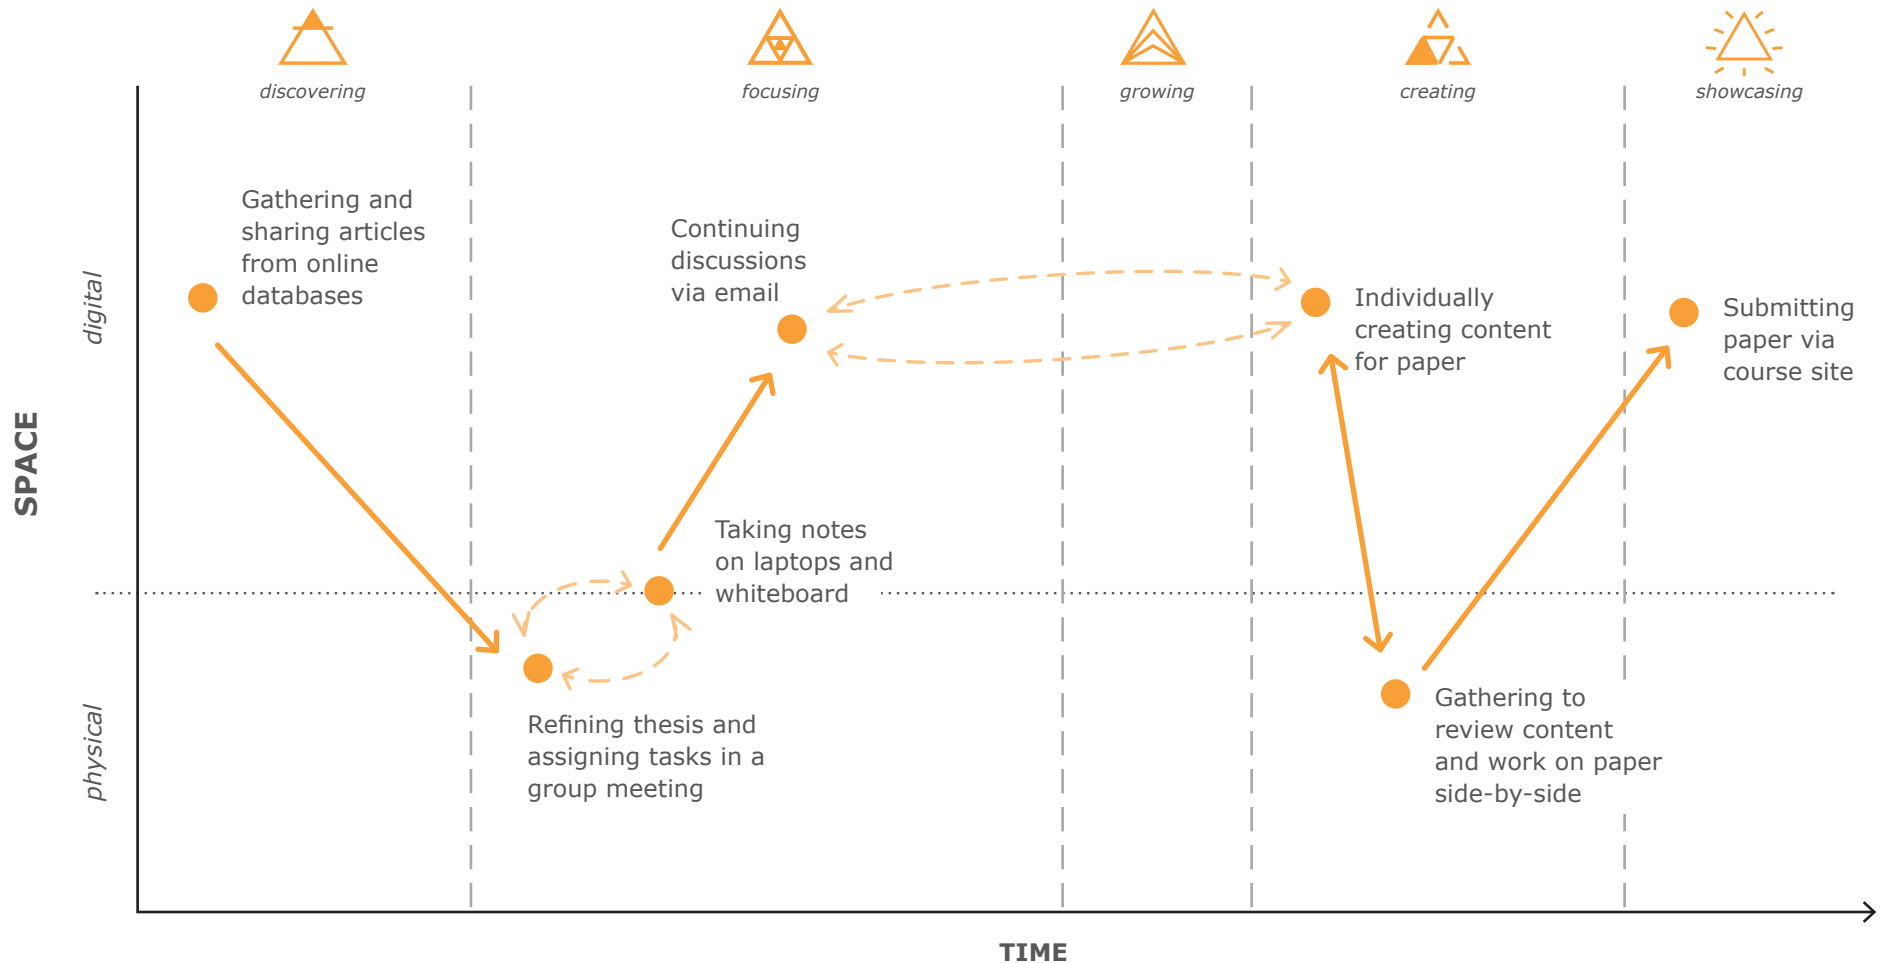 discovering
focusing
growing
creating
showcasing
Gathering and
sharing articles
from online
databases
Continuing
discussions
via email
Individually
creating content
for paper
Submitting
paper via
course site
digital
SPACE
Taking notes
on laptops and
whiteboard
physical
Refining thesis and
assigning tasks in a
group meeting
Gathering to
review content
and work on paper
side-by-side
TIME